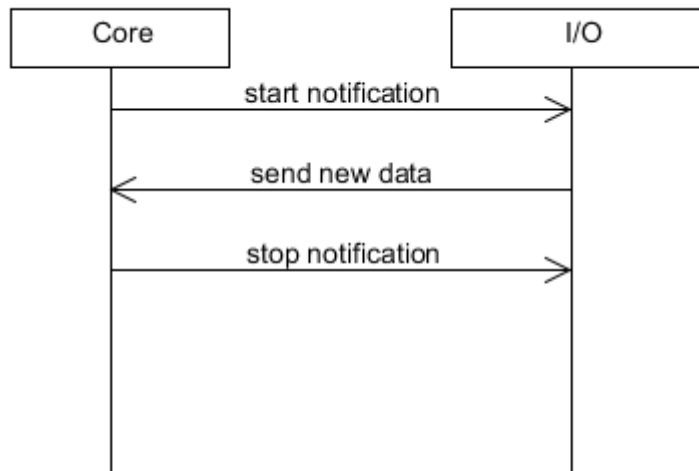 Core
I/O
start notification
send new data
stop notification